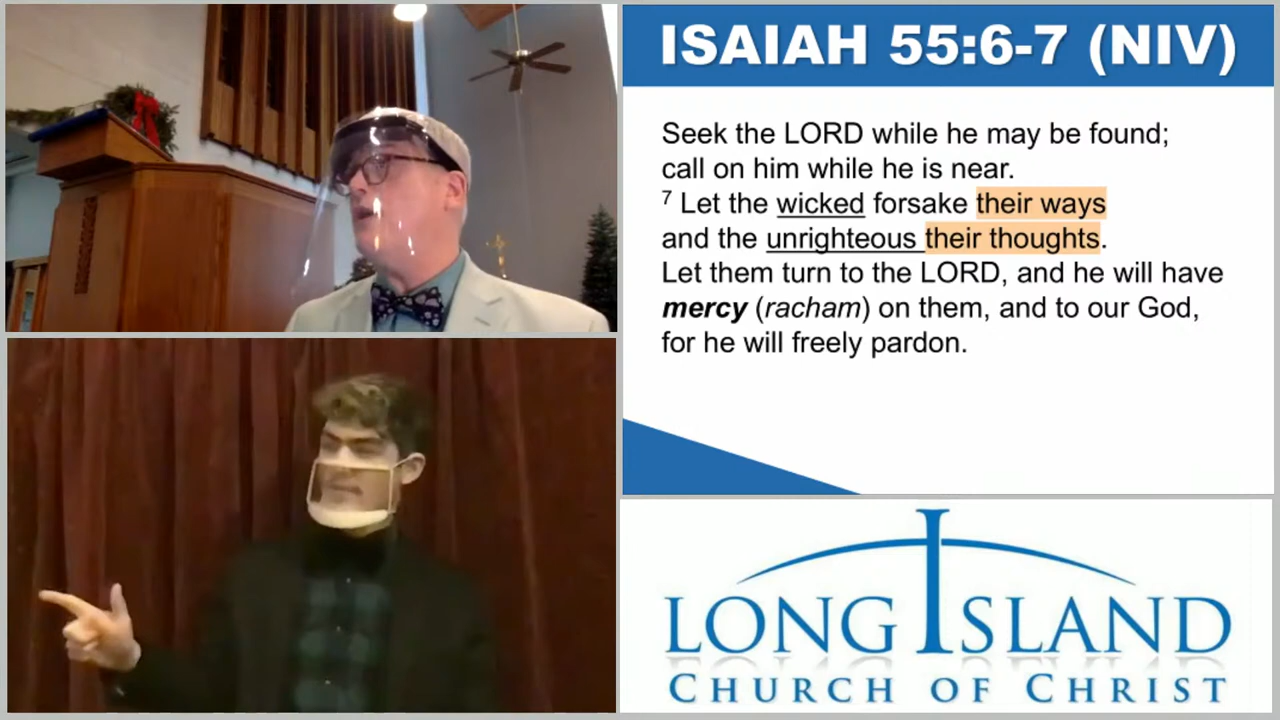 ISAIAH 55:6-7 (NIV)
Seek the LORD while he may be found;
call on him while he is near.
7 Let the wicked forsake their ways
and the unrighteous their thoughts.
Let them turn to the LORD, and he will have
mercy (racham) on them, and to our God,
for he will freely pardon.
LONG ISLAND
CHURCH OF CHRIST